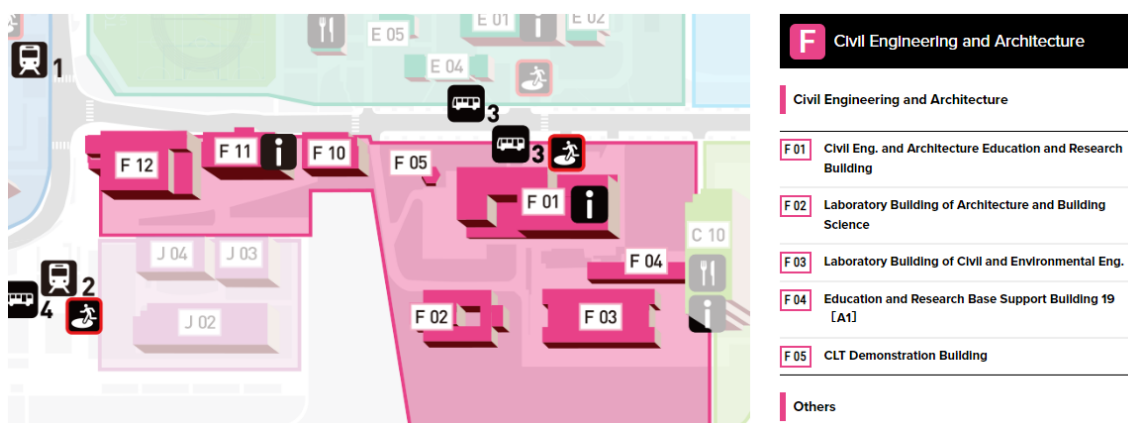 E 01
E 02
E 05
E 04
1
3
3
F 12
F 11
F 10
F 05
F 01
C 10
J 04
J 03
F 04
2
4
J 02
F 02
F 03
F Civil Engineering and Architecture
Civil Engineering and Architecture
F 01 Civil Eng. and Architecture Education and Research
Building
F 02 Laboratory Building of Architecture and Building
Science
F 03 Laboratory Building of Civil and Environmental Eng.
F 04 Education and Research Base Support Building 19
［A1］
F 05 CLT Demonstration Building
Others